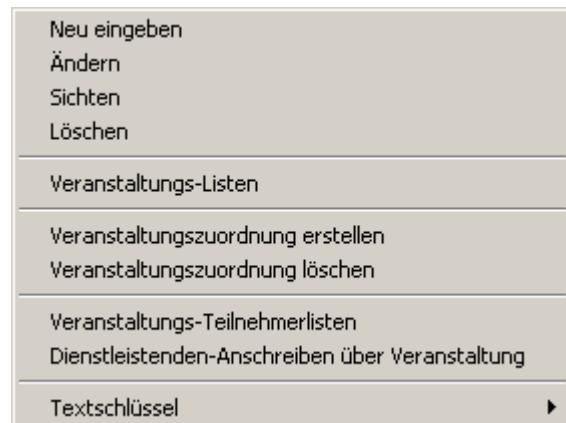 Neu eingeben
Ändern
Sichten
Löschen
Veranstaltungs-Listen
Veranstaltungszuordnung erstellen
Veranstaltungszuordnung löschen
Veranstaltungs-Teilnehmerlisten
Dienstleistenden-Anschreiben über Veranstaltung
Textschlüssel